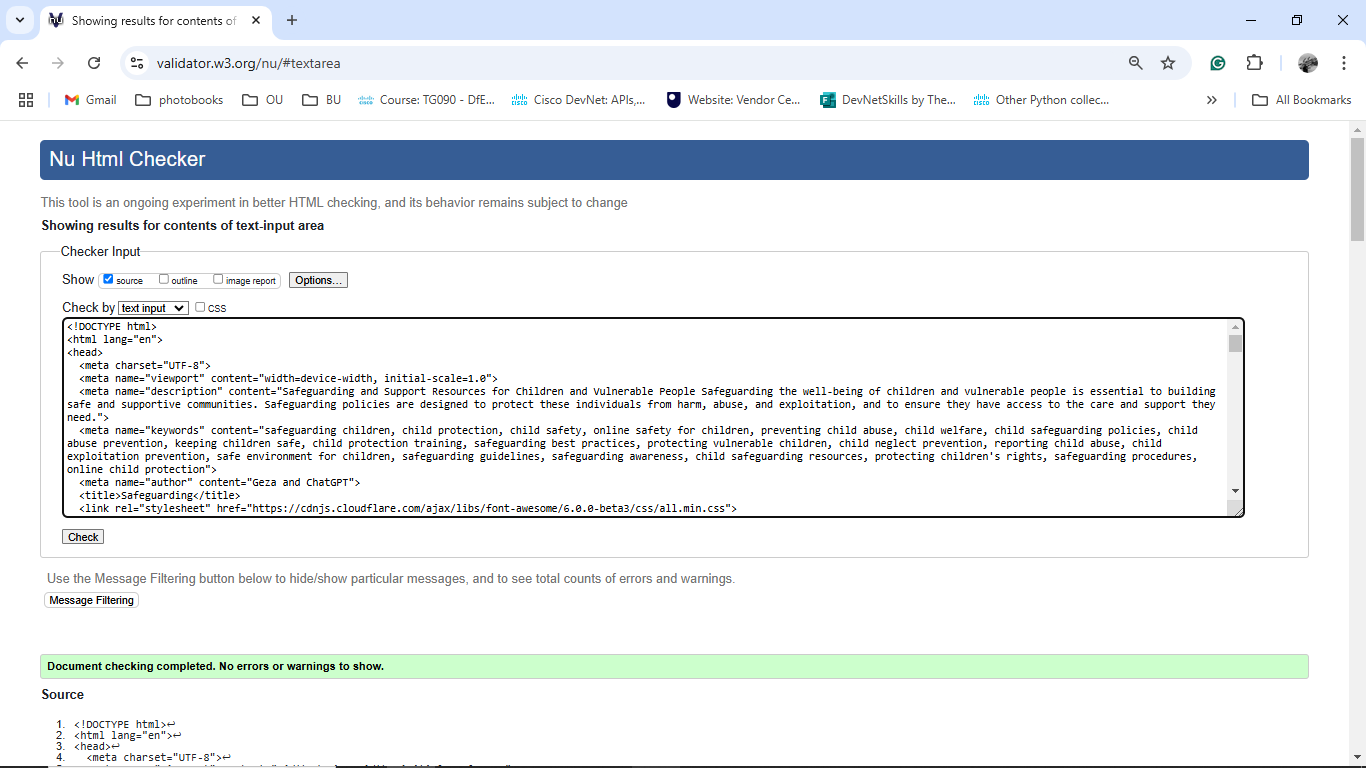 Showing results for contents of
validator.w3.org/nu/#textarea
Gmail photobooks OU BU Course: TG090 - DfE... Cisco DevNet: APIs,... Website: Vendor Ce... DevNetSkills by The... Other Python collec... » All Bookmarks
Nu Html Checker
This tool is an ongoing experiment in better HTML checking, and its behavior remains subject to change
Showing results for contents of text-input area
Checker Input
Show source outline image report Options...
Check by text input CSS
<!DOCTYPE html>
<html lang="en">
<head>
<meta charset="UTF-8">
<meta name="viewport" content="width=device-width, initial-scale=1.0">
<meta name="description" content="Safeguarding and Support Resources for Children and Vulnerable People Safeguarding the well-being of children and vulnerable people is essential to building
safe and supportive communities. Safeguarding policies are designed to protect these individuals from harm, abuse, and exploitation, and to ensure they have access to the care and support they
need.">
<meta name="keywords" content="safeguarding children, child protection, child safety, online safety for children, preventing child abuse, child welfare, child safeguarding policies, child
abuse prevention, keeping children safe, child protection training, safeguarding best practices, protecting vulnerable children, child neglect prevention, reporting child abuse, child
exploitation prevention, safe environment for children, safeguarding guidelines, safeguarding awareness, child safeguarding resources, protecting children's rights, safeguarding procedures,
online child protection">
<meta name="author" content="Geza and ChatGPT">
<title>Safeguarding</title>
<link rel="stylesheet" href="https://cdnjs.cloudflare.com/ajax/libs/font-awesome/6.0.0-beta3/css/all.min.css">
Check
Use the Message Filtering button below to hide/show particular messages, and to see total counts of errors and warnings.
Message Filtering
Document checking completed. No errors or warnings to show.
Source
1. <!DOCTYPE html>↩
2. <html lang="en">↩
3. <head>↩
4. <meta charset="UTF-8">↩